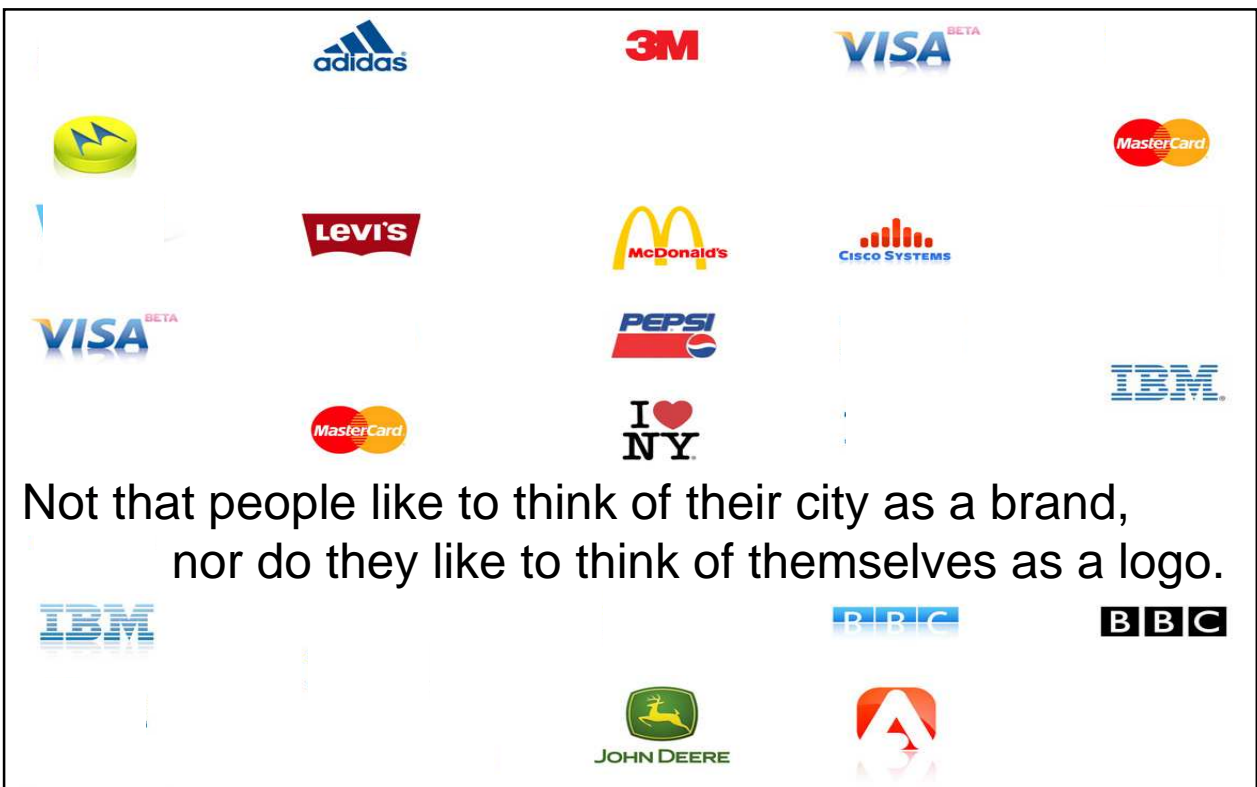 adidas
3M
VISA BETA
MasterCard
LEVI'S
McDonald's
CISCO SYSTEMS
VISA BETA
PEPSI
IBM
MasterCard
I NY
Not that people like to think of their city as a brand,
nor do they like to think of themselves as a logo.
IBM
BBC
BBC
JOHN DEERE